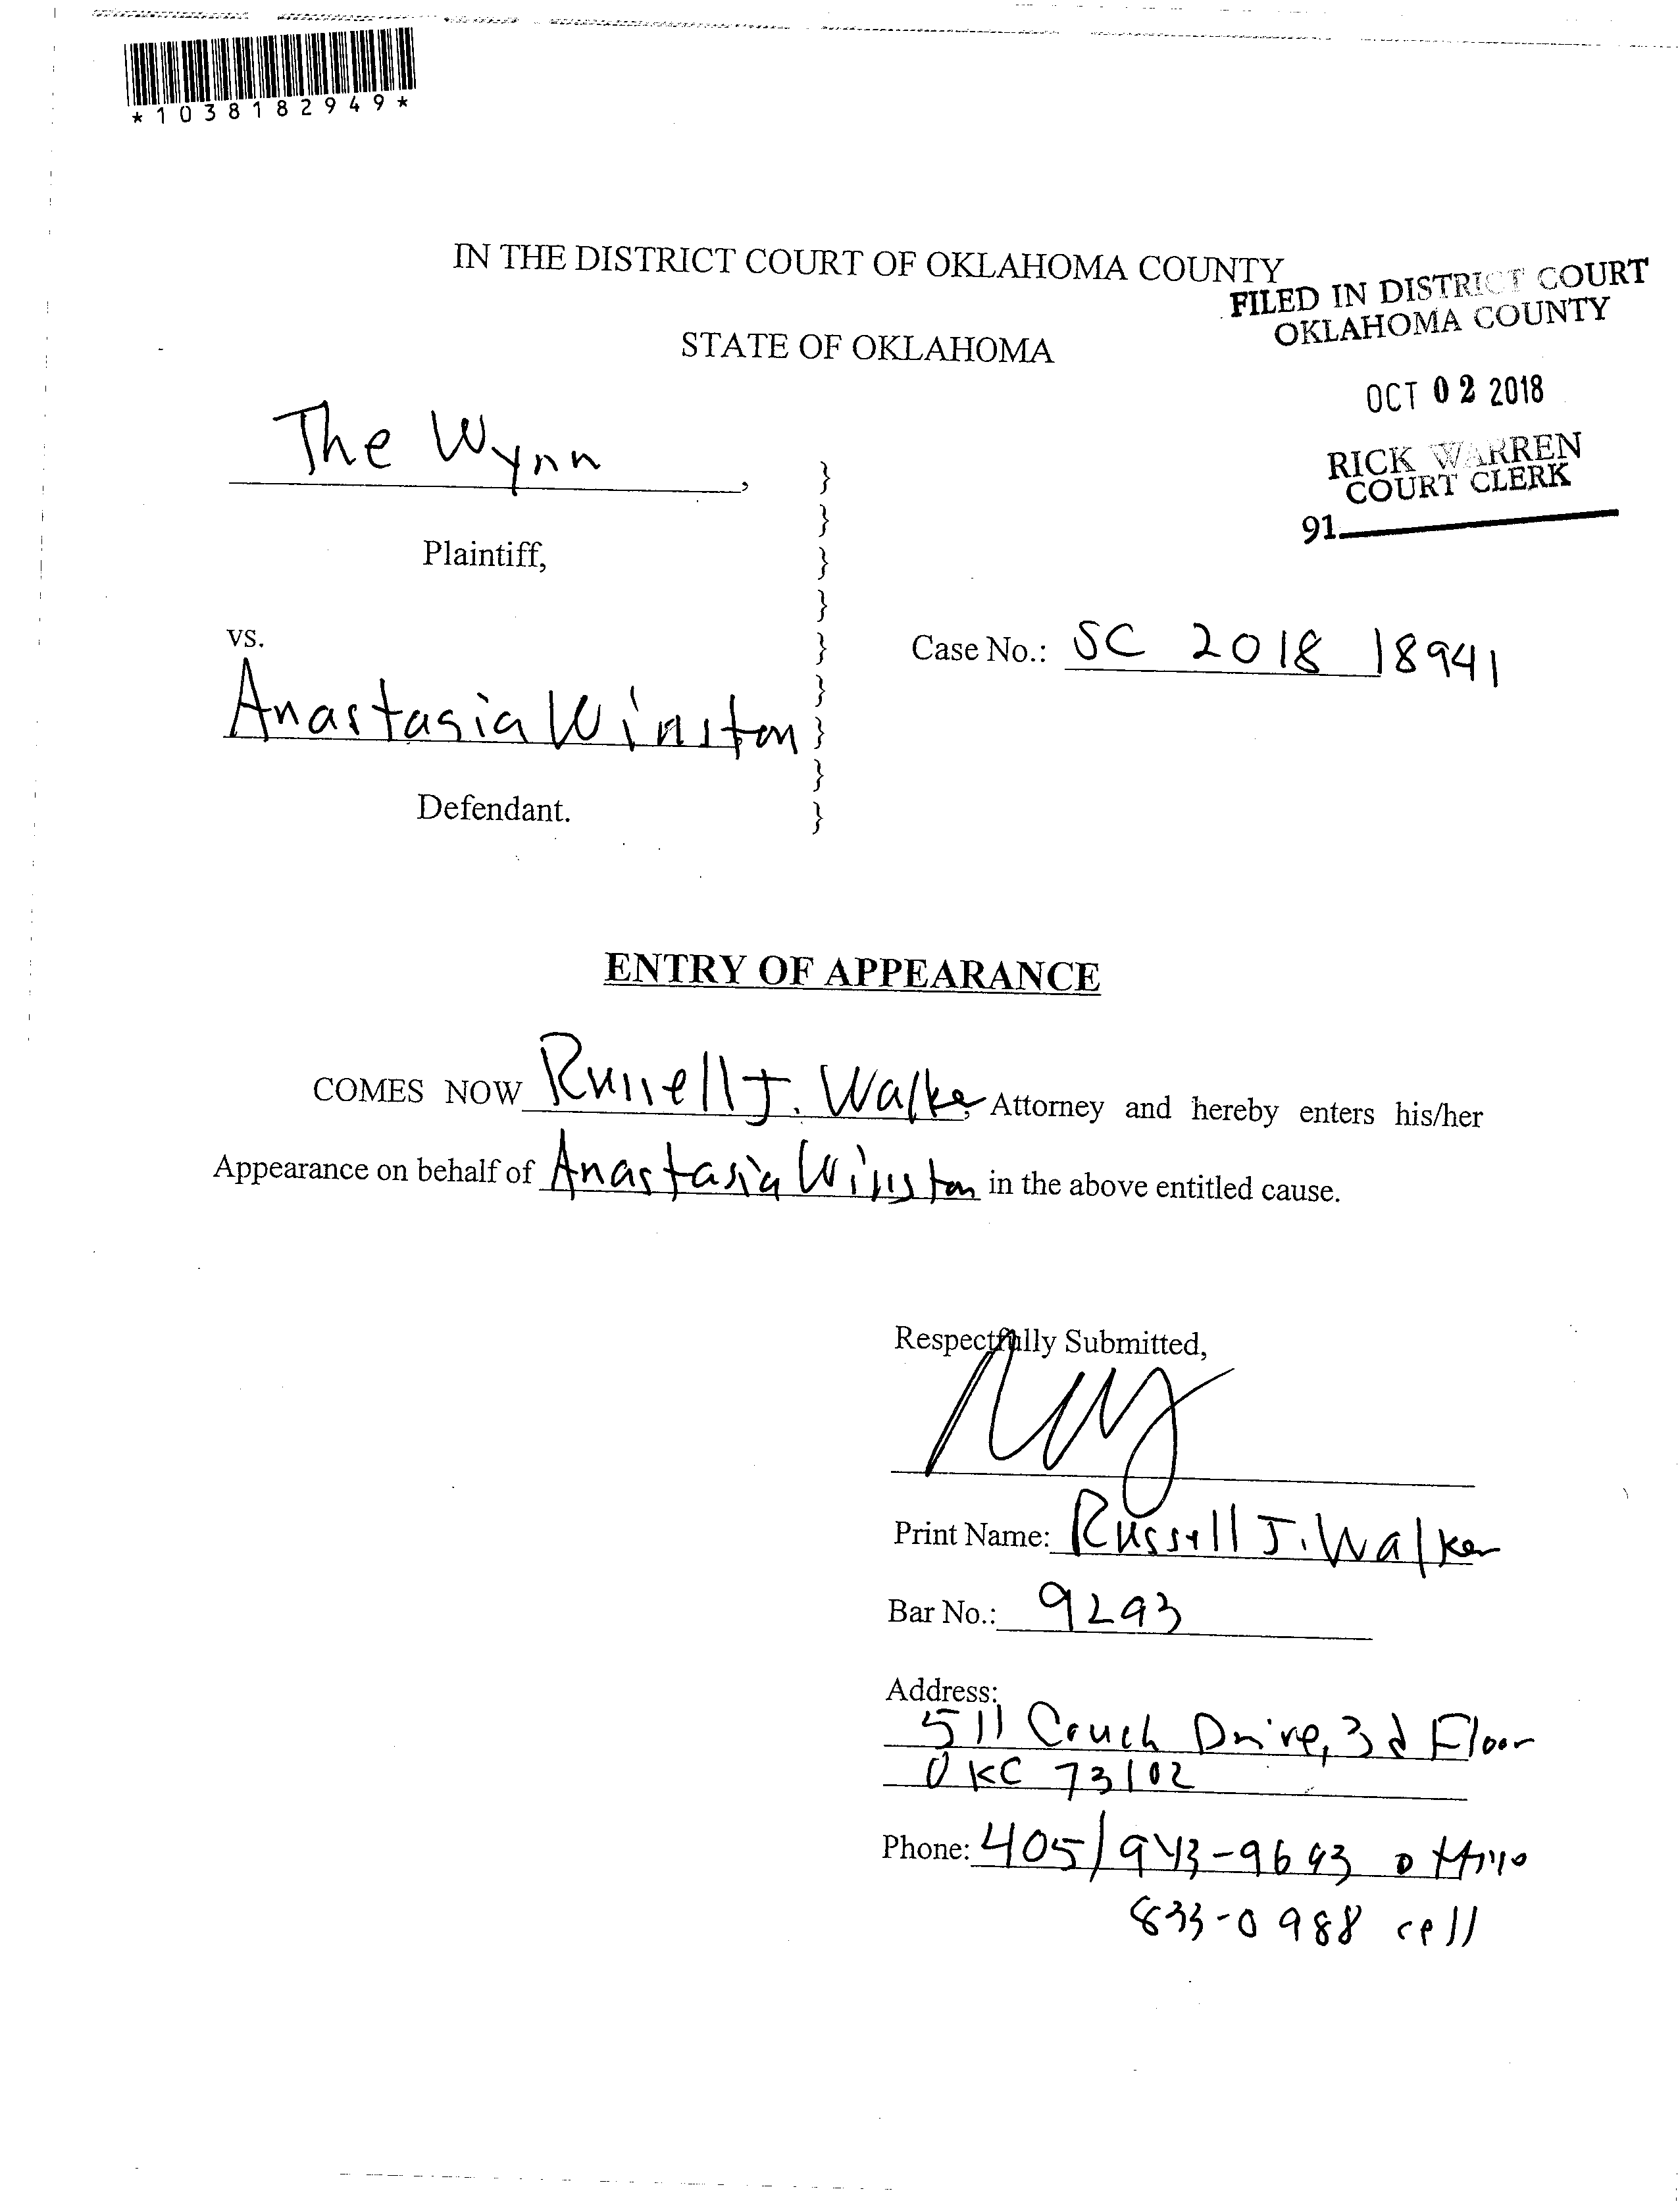 *1038182949*
IN THE DISTRICT COURT OF OKLAHOMA COUNTY
FILED IN DISTRICT COURT
OKLAHOMA COUNTY
STATE OF OKLAHOMA
OCT 02 2018
RICK WARREN
COURT CLERK
91
The Wynn,
Plaintiff,
vs.
Case No.: SC 2018 18941
Anastasia Winston
Defendant.
ENTRY OF APPEARANCE
COMES NOW Russell J. Walker, Attorney and hereby enters his/her
Appearance on behalf of Anastasia Winston in the above entitled cause.
Respectfully Submitted,
Print Name: Russell J. Walker
Bar No.: 9293
Address:
511 Couch Drive, 3d Floor
OKC 73102
Phone: 405/943-9693 office
833-0988 cell